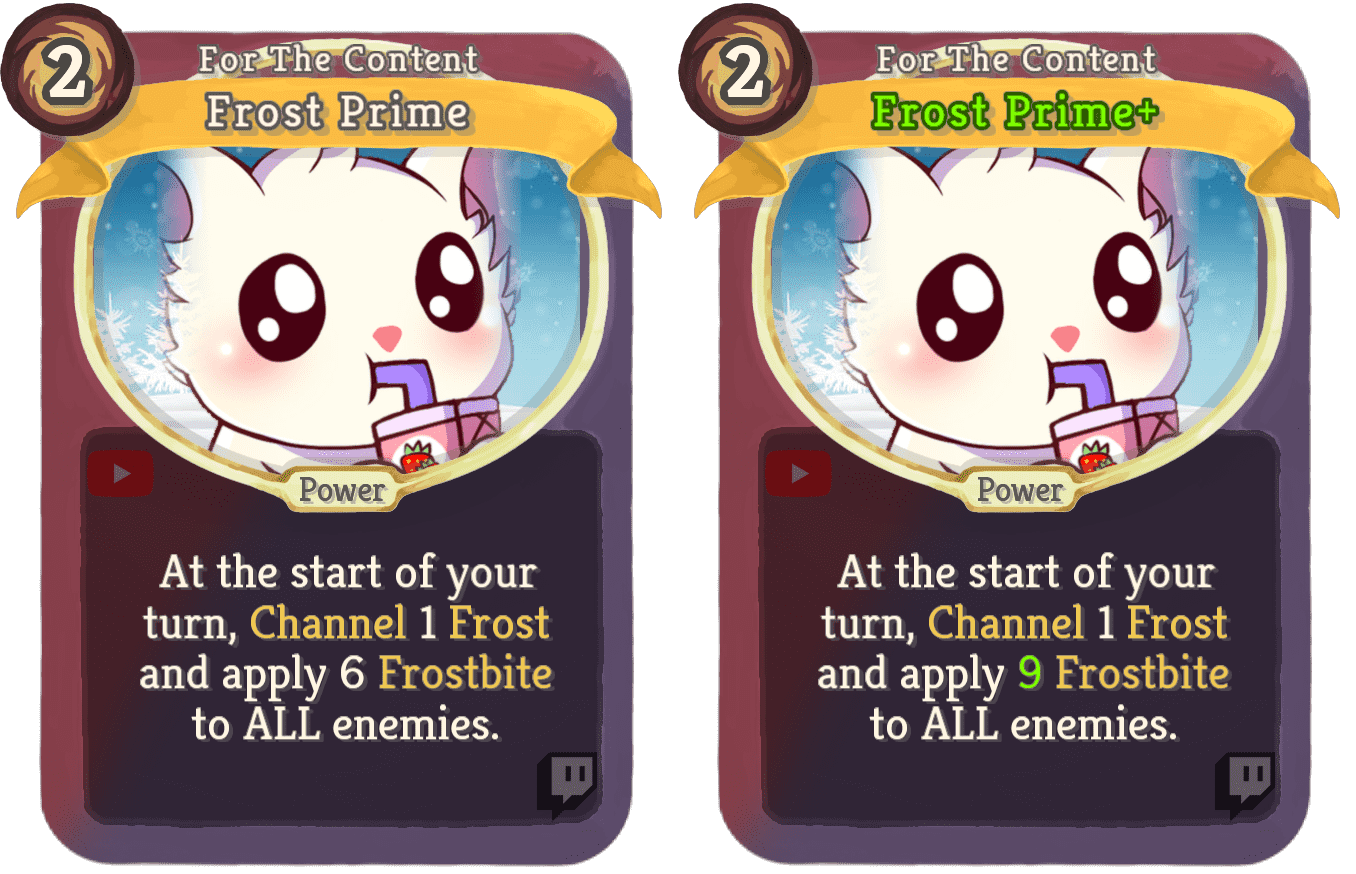 2
For The Content
Frost Prime
Power
At the start of your
turn, Channel 1 Frost
and apply 6 Frostbite
to ALL enemies.
2
For The Content
Frost Prime+
Power
At the start of your
turn, Channel 1 Frost
and apply 9 Frostbite
to ALL enemies.